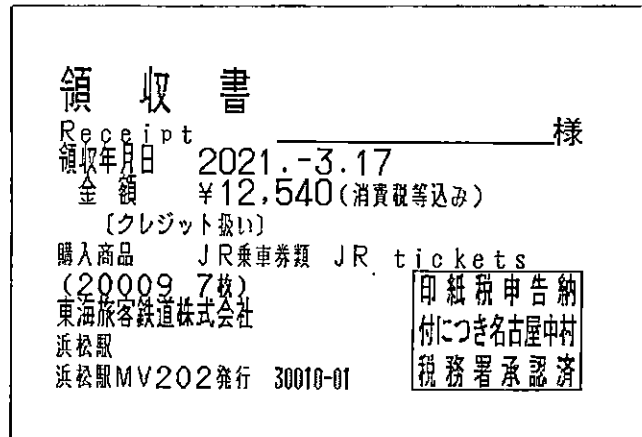 領収書
Receipt 様
領収年月日 2021.-3.17
金額 ¥12,540(消費税等込み)
〔クレジット扱い〕
購入商品 JR乗車券類 JR tickets
(20009 7枚)
東海旅客鉄道株式会社
浜松駅
浜松駅MV202発行 30010-01
印紙税申告納
付につき名古屋中村
税務署承認済